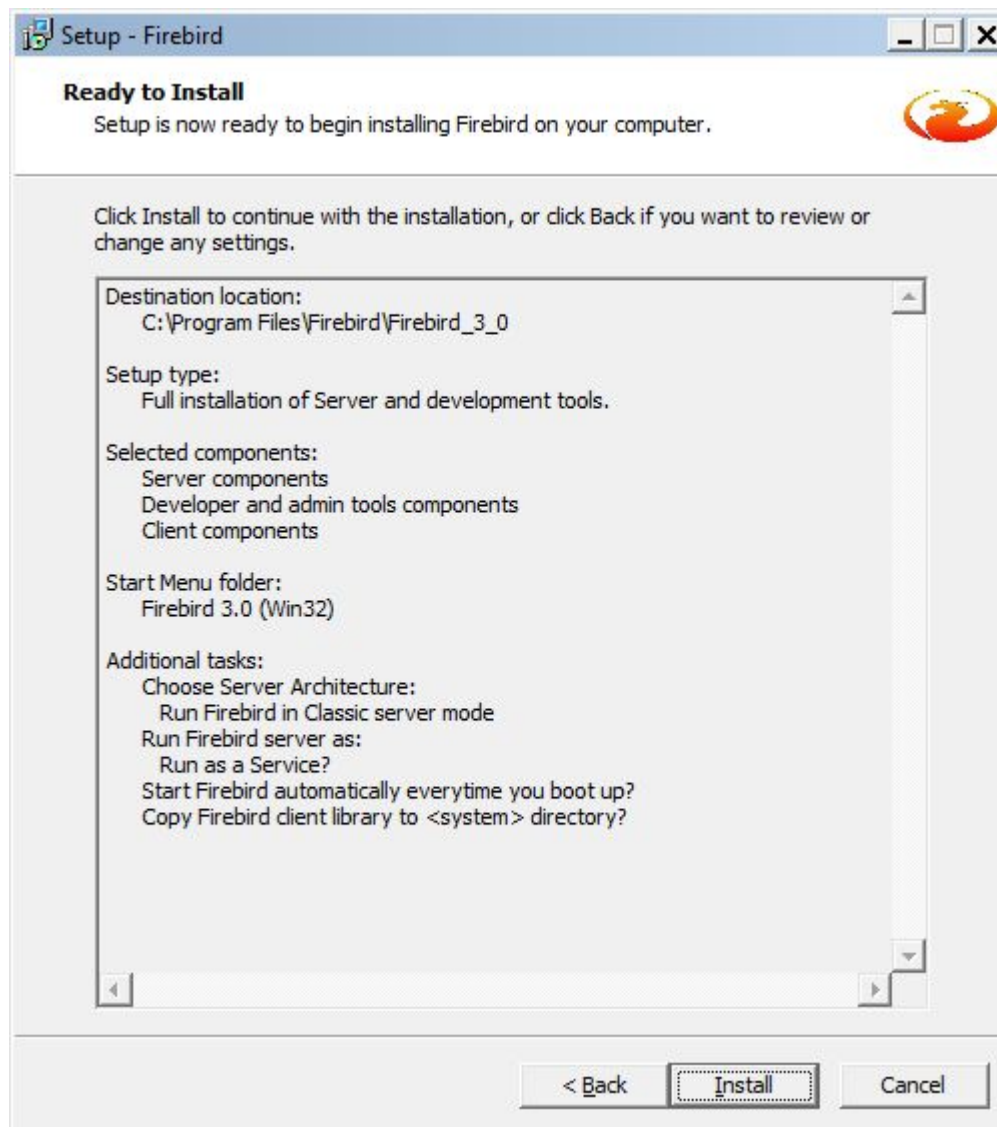 Setup - Firebird
Ready to Install
Setup is now ready to begin installing Firebird on your computer.
Click Install to continue with the installation, or click Back if you want to review or
change any settings.
Destination location:
C:\Program Files\Firebird\Firebird_3_0
Setup type:
Full installation of Server and development tools.
Selected components:
Server components
Developer and admin tools components
Client components
Start Menu folder:
Firebird 3.0 (Win32)
Additional tasks:
Choose Server Architecture:
Run Firebird in Classic server mode
Run Firebird server as:
Run as a Service?
Start Firebird automatically everytime you boot up?
Copy Firebird client library to <system> directory?
< Back Install Cancel